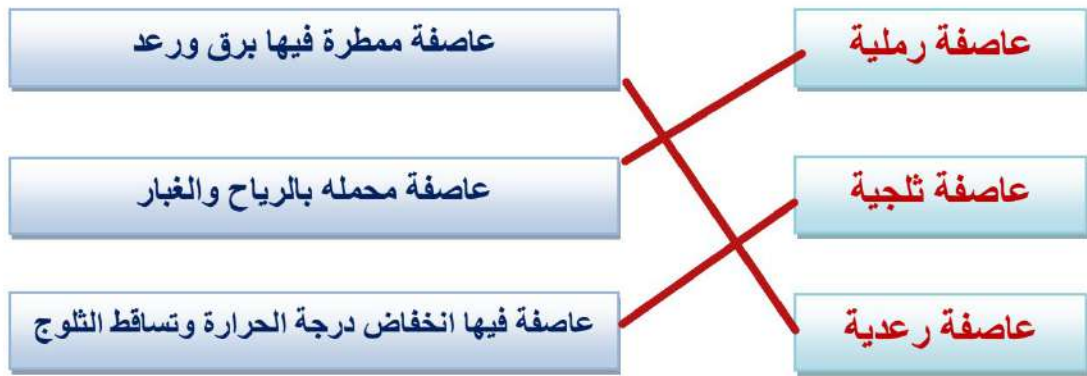 عاصفة رملية
عاصفة ممطرة فيها برق ورعد
عاصفة ثلجية
عاصفة محمله بالرياح والغبار
عاصفة رعدية
عاصفة فيها انخفاض درجة الحرارة وتساقط الثلوج